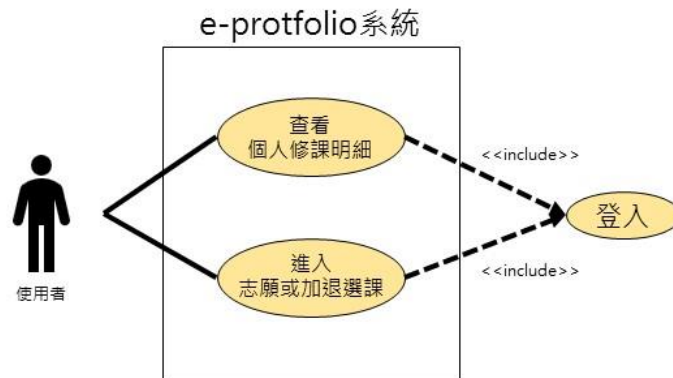 e-protfolio系統
查看
個人修課明細
<<include>>
登入
進入
志願或加退選課
<<include>>
使用者